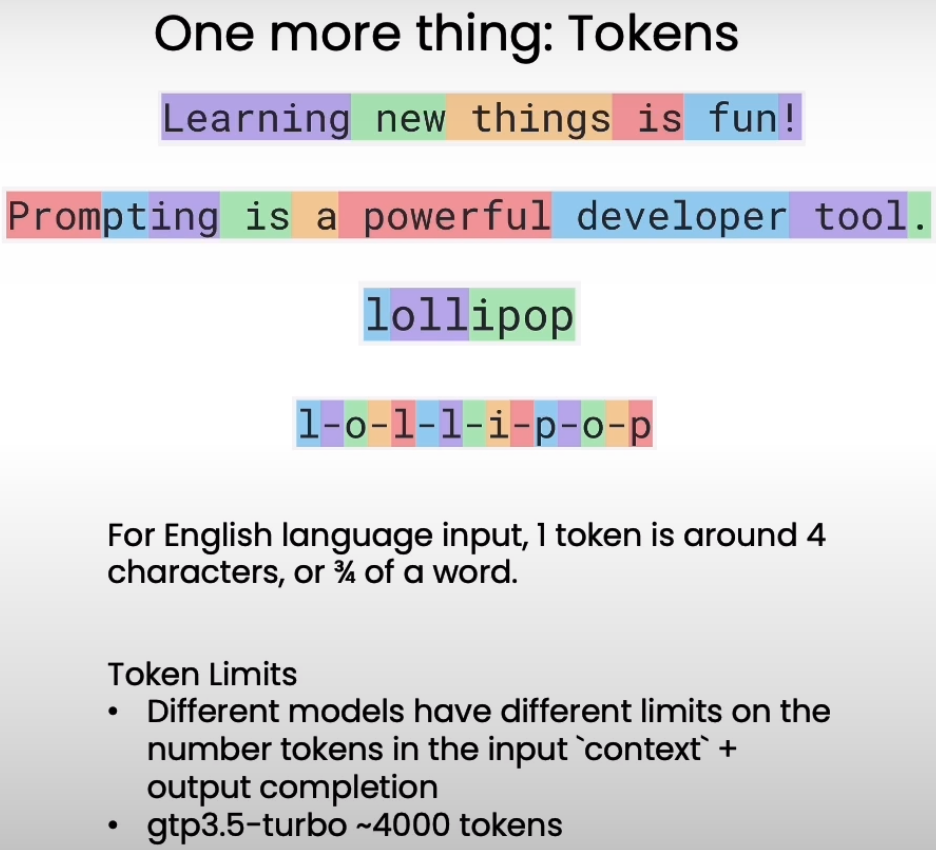 One more thing: Tokens
Learning new things is fun!
Prompting is a powerful developer tool.
lollipop
l-o-l-l-i-p-o-p
For English language input, 1 token is around 4
characters, or ¾ of a word.
Token Limits
• Different models have different limits on the
number tokens in the input `context` +
output completion
• gtp3.5-turbo ~4000 tokens